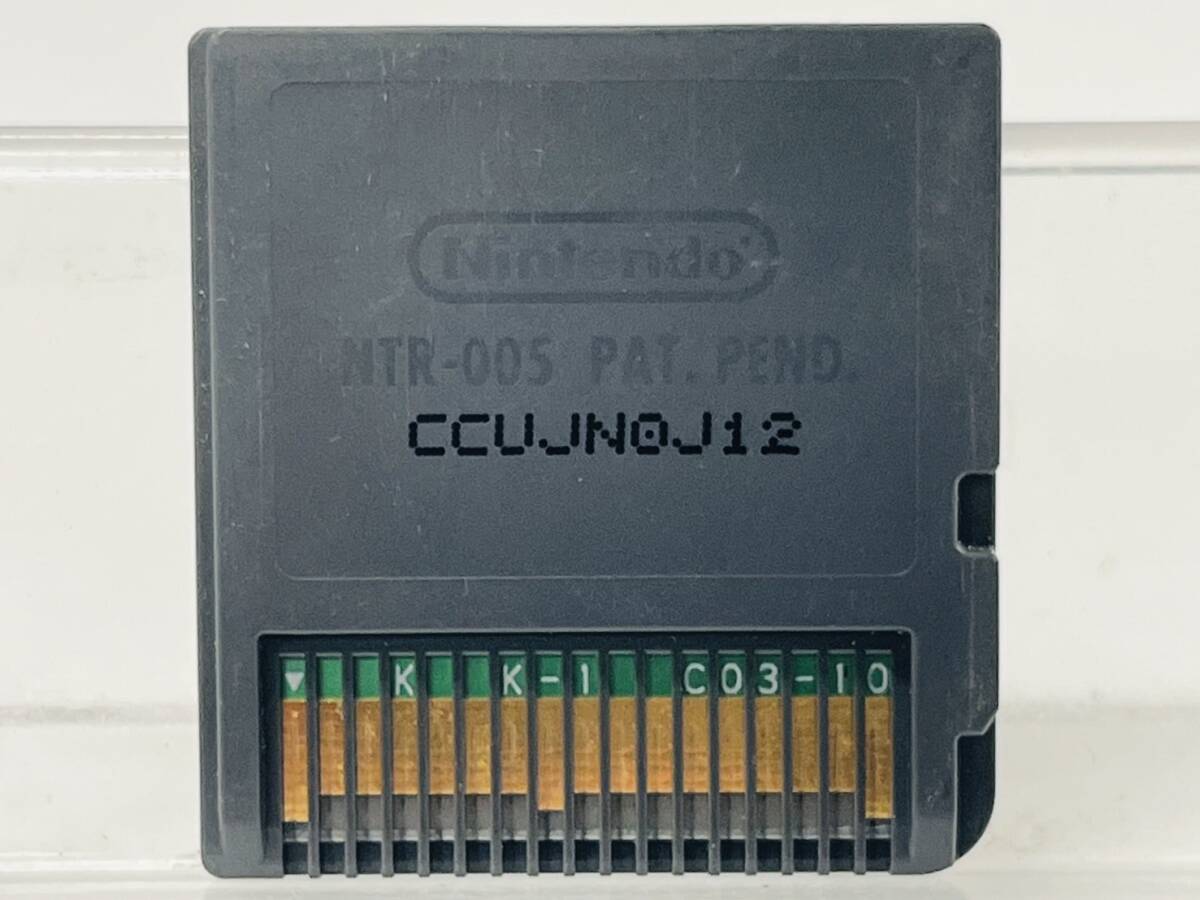 Nintendo
NTR-005 PAT. PEND.
CCUJN0J12
▼ K K-1 C03-10